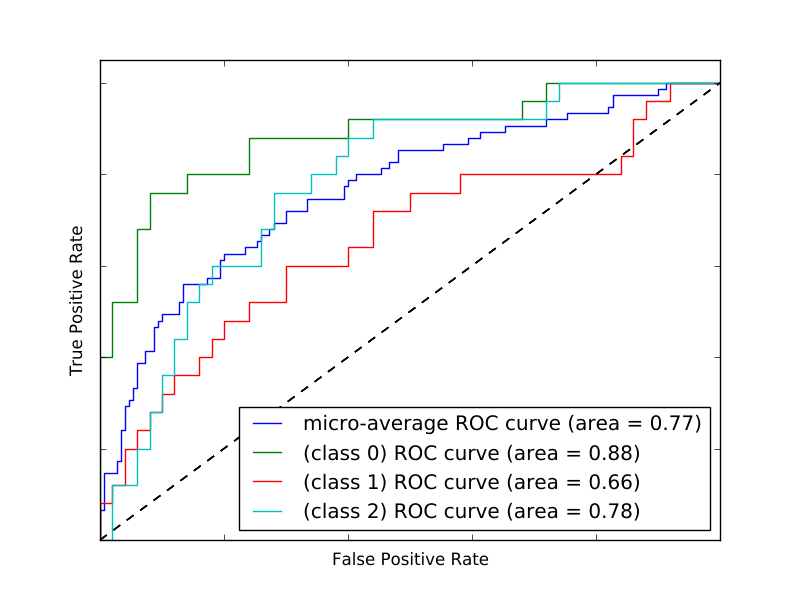 True Positive Rate
micro-average ROC curve (area = 0.77)
(class 0) ROC curve (area = 0.88)
(class 1) ROC curve (area = 0.66)
(class 2) ROC curve (area = 0.78)
False Positive Rate